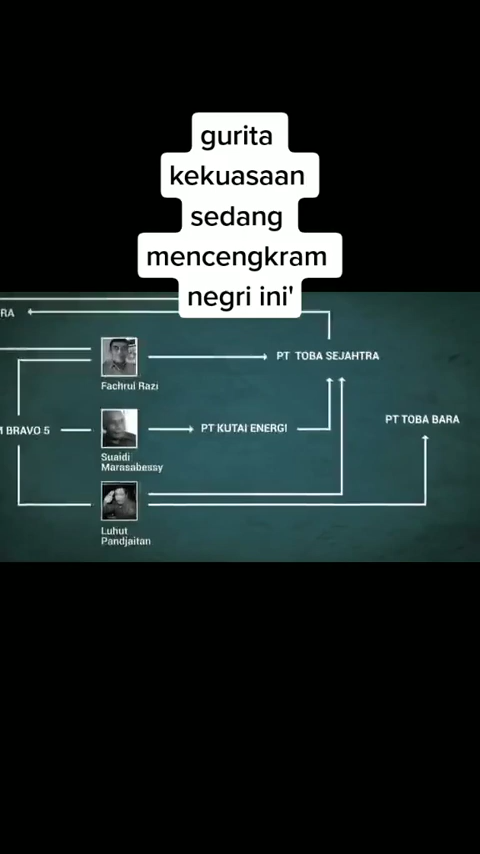 gurita
kekuasaan
sedang
mencengkram
negri ini'
RA
PT TOBA SEJAHTRA
Fachrul Razi
PT TOBA BARA
M BRAVO 5
PT KUTAI ENERGI
Suaidi
Marasabessy
Luhut
Pandjaitan